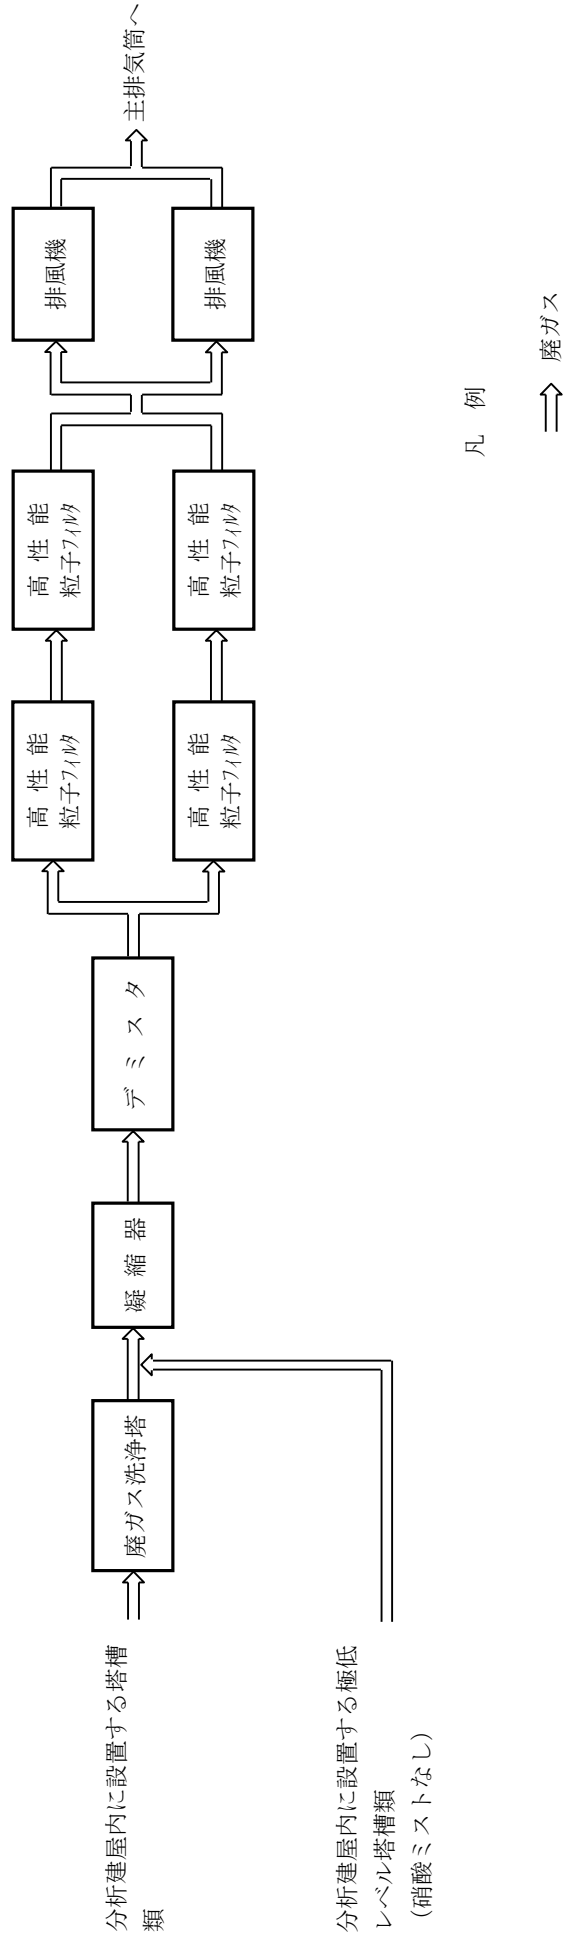 分析建屋内に設置する塔槽
類
分析建屋内に設置する極低
レベル塔槽類
(硝酸ミストなし)
廃ガス洗浄塔
凝縮器
デミスタ
高性能
粒子フィルタ
高性能
粒子フィルタ
高性能
粒子フィルタ
高性能
粒子フィルタ
排風機
排風機
主排気筒へ
凡例
廃ガス